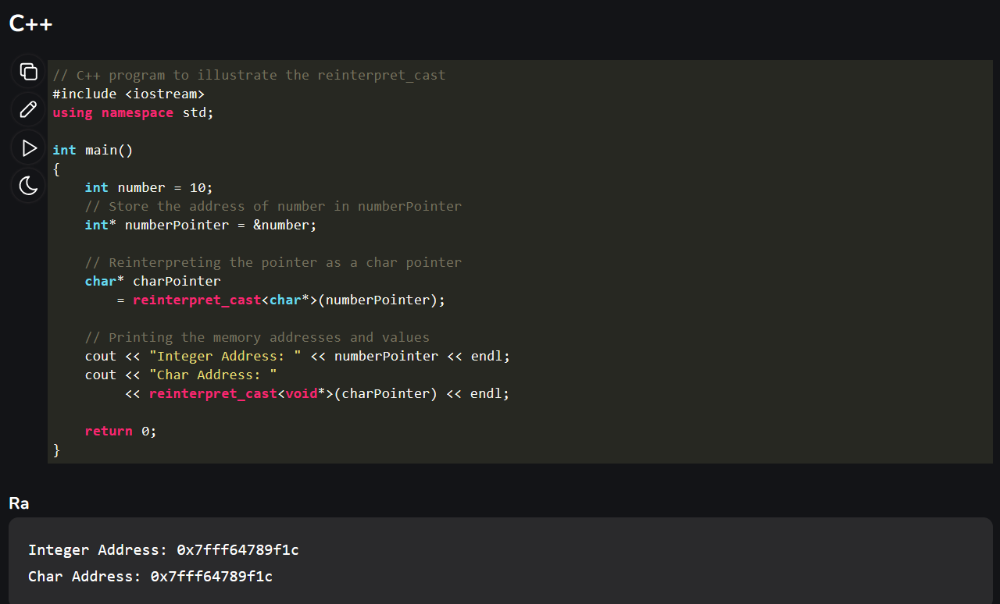 C++
// C++ program to illustrate the reinterpret_cast
#include <iostream>
using namespace std;
int main()
{
    int number = 10;
    // Store the address of number in numberPointer
    int* numberPointer = &number;
    // Reinterpreting the pointer as a char pointer
    char* charPointer
        = reinterpret_cast<char*>(numberPointer);
    // Printing the memory addresses and values
    cout << "Integer Address: " << numberPointer << endl;
    cout << "Char Address: "
         << reinterpret_cast<void*>(charPointer) << endl;
    return 0;
}
Ra
Integer Address: 0x7fff64789f1c
Char Address: 0x7fff64789f1c